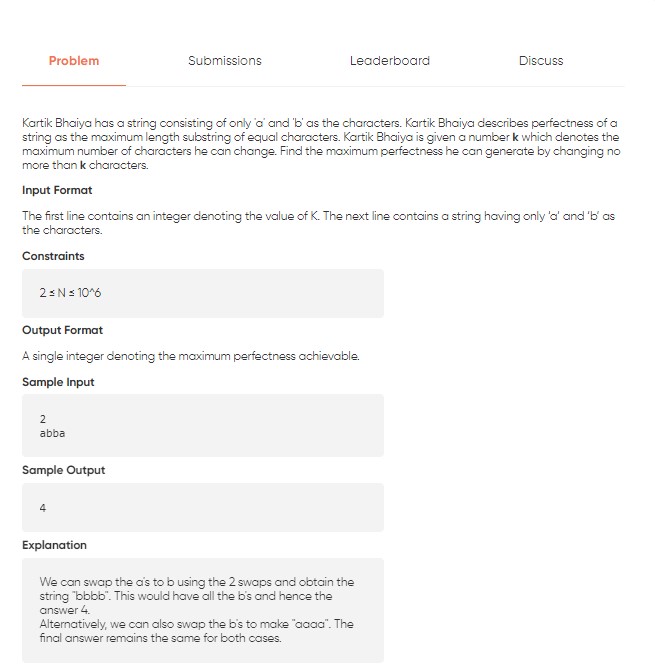 Problem Submissions Leaderboard Discuss
Kartik Bhaiya has a string consisting of only 'a' and 'b' as the characters. Kartik Bhaiya describes perfectness of a
string as the maximum length substring of equal characters. Kartik Bhaiya is given a number k which denotes the
maximum number of characters he can change. Find the maximum perfectness he can generate by changing no
more than k characters.
Input Format
The first line contains an integer denoting the value of K. The next line contains a string having only 'a' and 'b' as
the characters.
Constraints
2 ≤ N ≤ 10^6
Output Format
A single integer denoting the maximum perfectness achievable.
Sample Input
2
abba
Sample Output
4
Explanation
We can swap the a's to b using the 2 swaps and obtain the
string "bbbb". This would have all the b's and hence the
answer 4.
Alternatively, we can also swap the b's to make "aaaa". The
final answer remains the same for both cases.